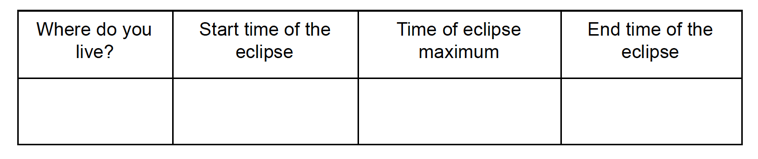 Where do you
live?
Start time of the
eclipse
Time of eclipse
maximum
End time of the
eclipse